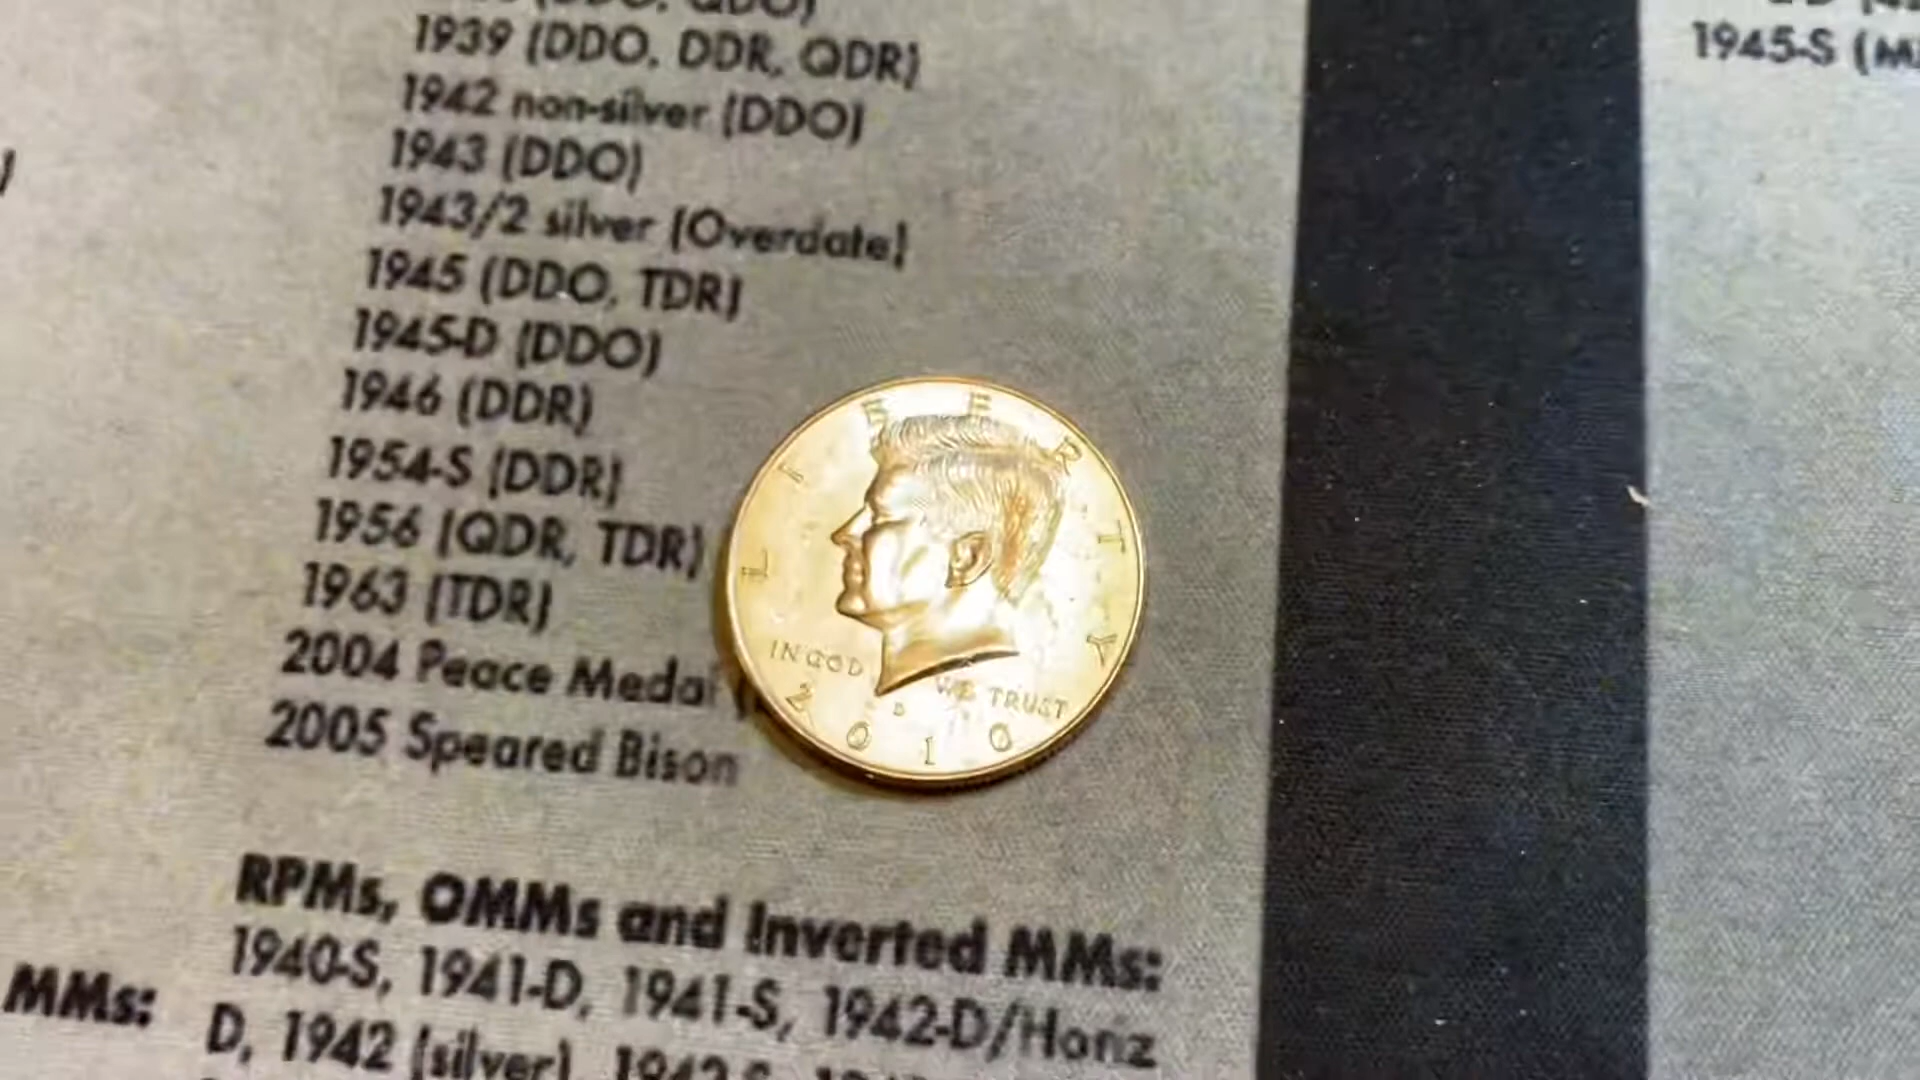 1939 (DDO, DDR, QDR)
1942 non-silver (DDO)
1943 (DDO)
1943/2 silver (Overdate)
1945 (DDO, TDR)
1945-D (DDO)
1946 (DDR)
1954-S (DDR)
1956 (QDR, TDR)
1963 (TDR)
2004 Peace Medal
2005 Speared Bison
RPMs, OMMs and Inverted MMs:
1940-S, 1941-D, 1941-S, 1942-D/Horiz
D, 1942 (silver),
MMs:
LIBERTY
IN GOD WE TRUST
D
2010
1945-S